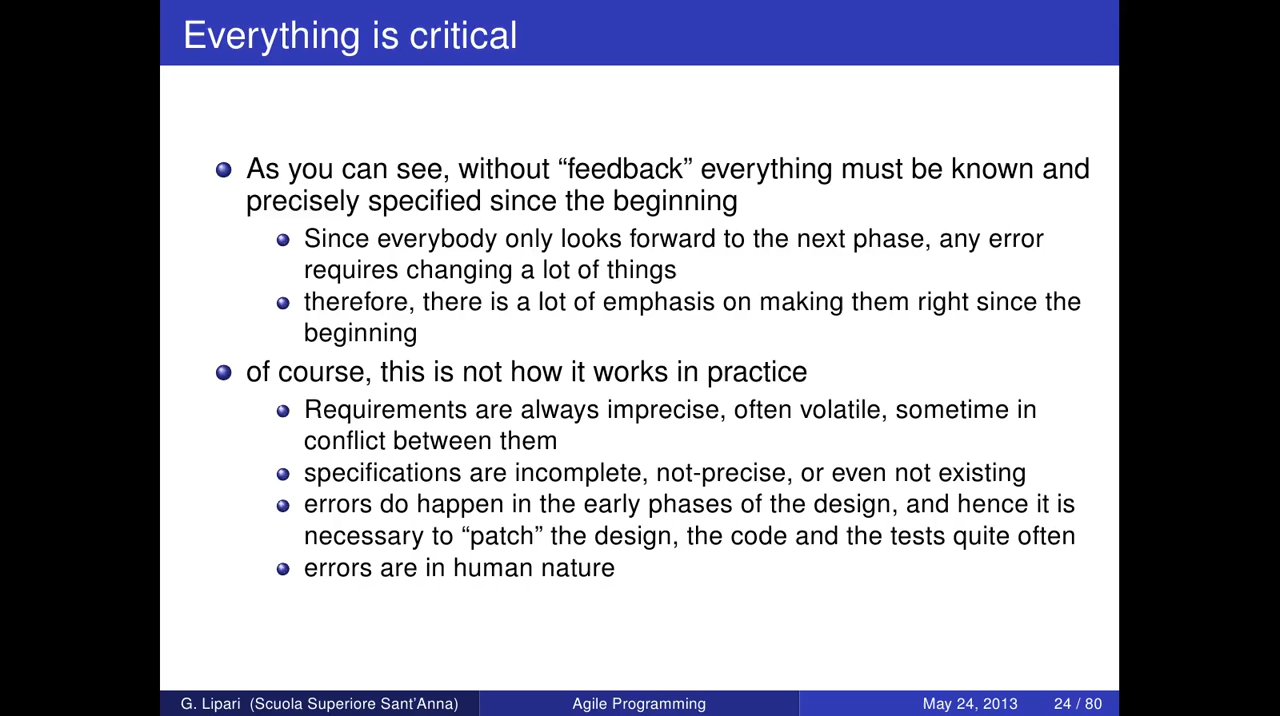 Everything is critical
As you can see, without “feedback” everything must be known and
precisely specified since the beginning
Since everybody only looks forward to the next phase, any error
requires changing a lot of things
therefore, there is a lot of emphasis on making them right since the
beginning
of course, this is not how it works in practice
Requirements are always imprecise, often volatile, sometime in
conflict between them
specifications are incomplete, not-precise, or even not existing
errors do happen in the early phases of the design, and hence it is
necessary to “patch” the design, the code and the tests quite often
errors are in human nature
G. Lipari (Scuola Superiore Sant'Anna) Agile Programming May 24, 2013 24 / 80